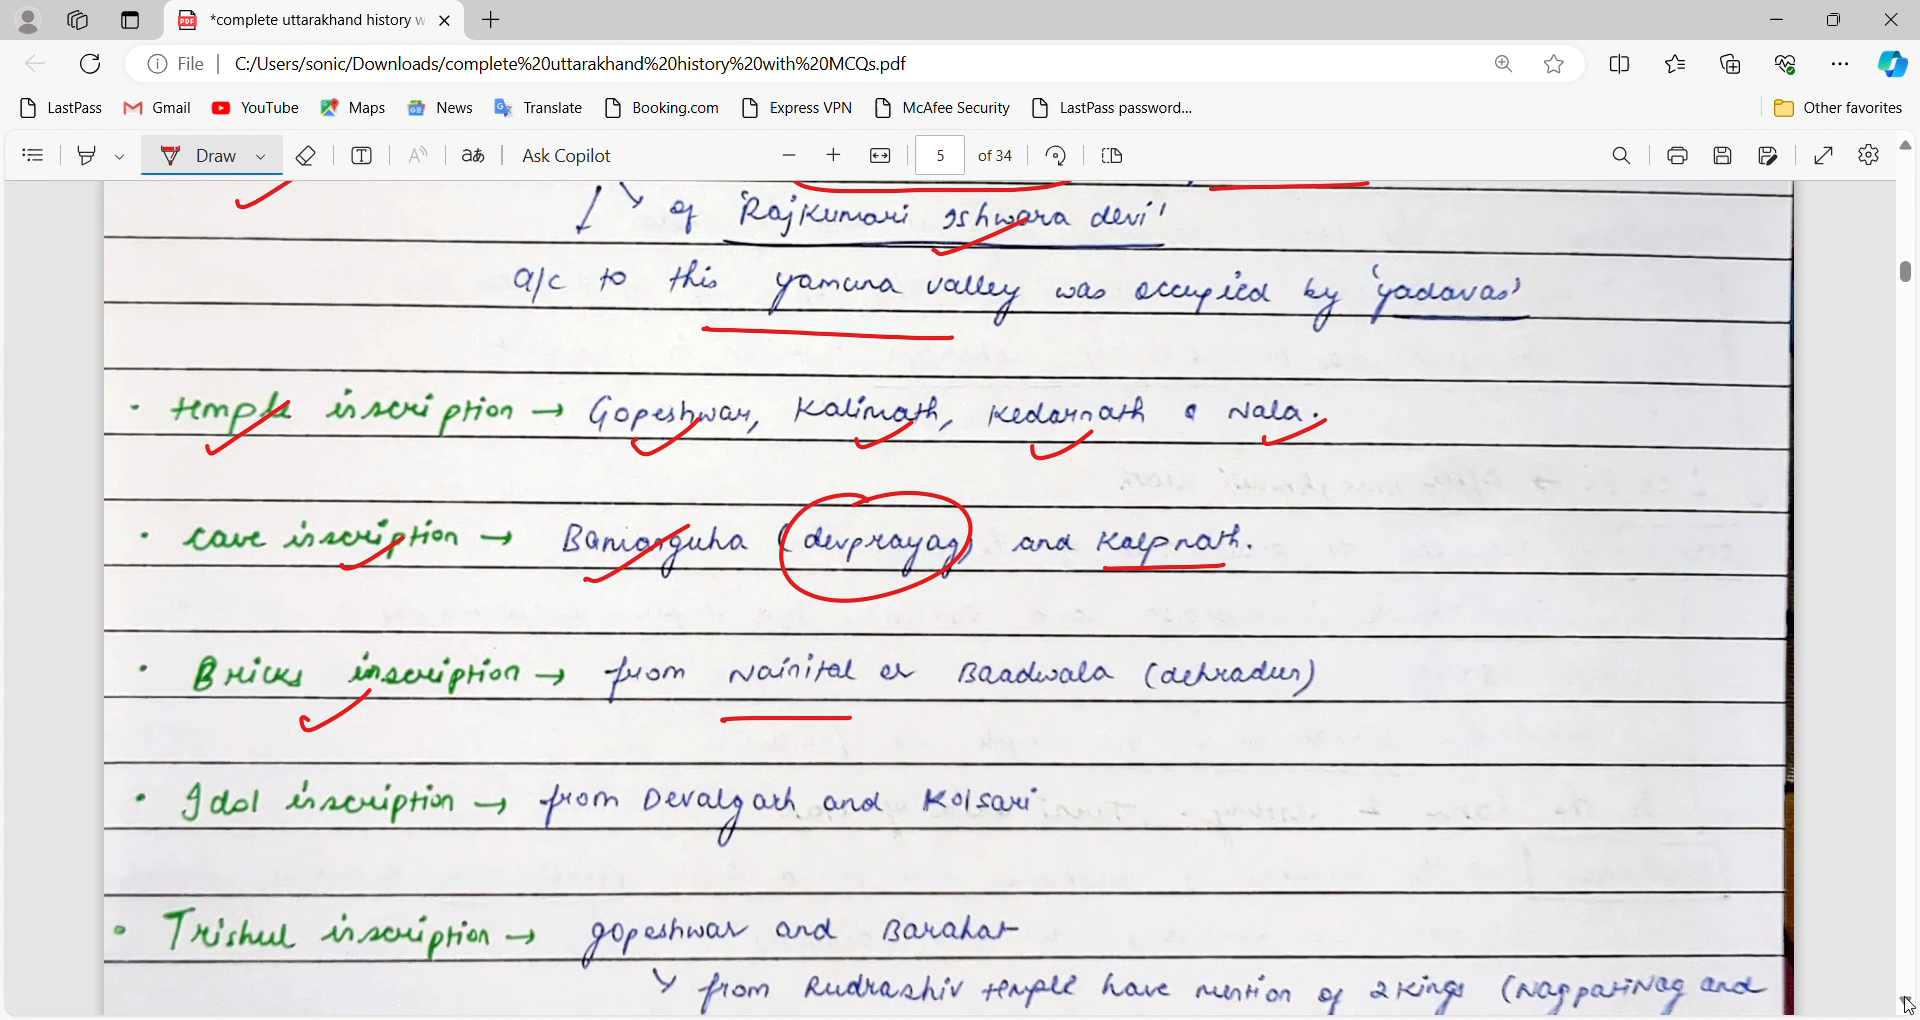 *complete uttarakhand history w
File C:/Users/sonic/Downloads/complete%20uttarakhand%20history%20with%20MCQs.pdf
LastPass Gmail YouTube Maps News Translate Booking.com Express VPN McAfee Security LastPass password... Other favorites
Draw Ask Copilot 5 of 34
of 'Rajkumari Ishwara devi'
a/c to this yamuna valley was occupied by 'yadavas'
• temple inscription → Gopeshwar, Kalimath, Kedarnath & Nala.
• cave inscription → Baniarguha (devprayag) and Kalpnath.
• Bricks inscription → from Nainital or Baadwala (dehradun)
• Idol inscription → from Devalgarh and Kolsari
• Trishul inscription → gopeshwar and Barahat
from Rudrashiv temple have mention of 2 Kings (NagpatiNag and